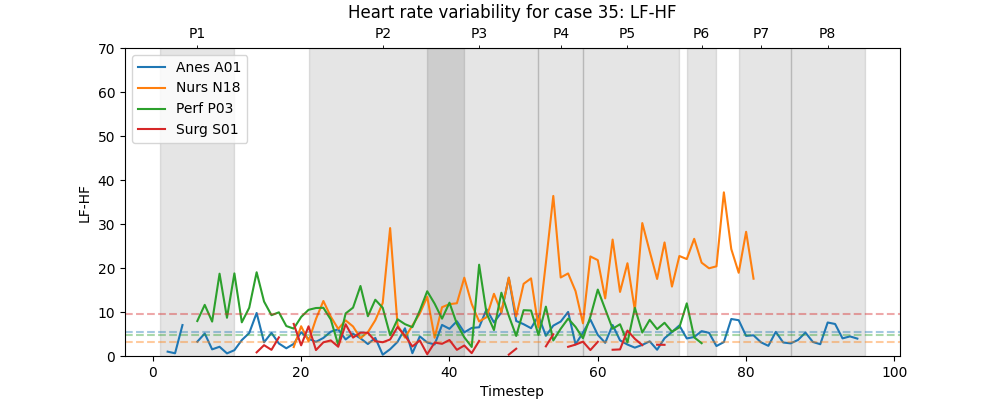 Heart rate variability for case 35: LF-HF
P1 P2 P3 P4 P5 P6 P7 P8
70
60
50
40
30
20
10
0
LF-HF
Anes A01
Nurs N18
Perf P03
Surg S01
0 20 40 60 80 100
Timestep